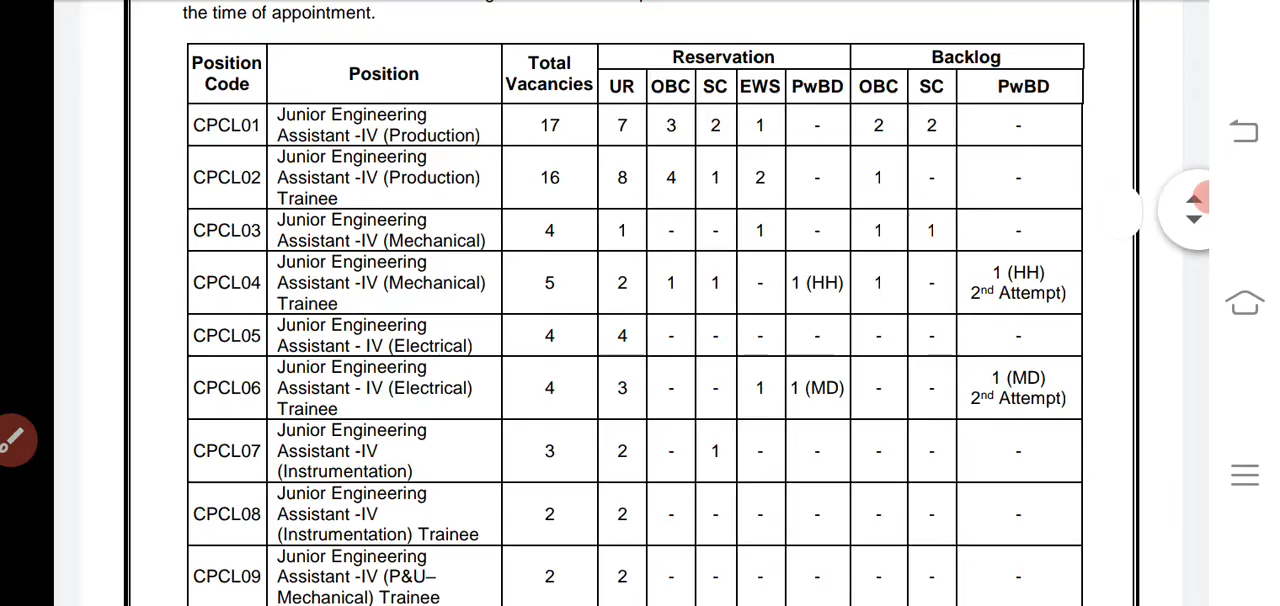 the time of appointment.
Position Code | Position | Total Vacancies | Reservation | Backlog
UR | OBC | SC | EWS | PwBD | OBC | SC | PwBD
CPCL01 | Junior Engineering Assistant -IV (Production) | 17 | 7 | 3 | 2 | 1 | - | 2 | 2 | -
CPCL02 | Junior Engineering Assistant -IV (Production) Trainee | 16 | 8 | 4 | 1 | 2 | - | 1 | - | -
CPCL03 | Junior Engineering Assistant -IV (Mechanical) | 4 | 1 | - | - | 1 | - | 1 | 1 | -
CPCL04 | Junior Engineering Assistant -IV (Mechanical) Trainee | 5 | 2 | 1 | 1 | - | 1 (HH) | 1 | - | 1 (HH) 2nd Attempt)
CPCL05 | Junior Engineering Assistant - IV (Electrical) | 4 | 4 | - | - | - | - | - | - | -
CPCL06 | Junior Engineering Assistant - IV (Electrical) Trainee | 4 | 3 | - | - | 1 | 1 (MD) | - | - | 1 (MD) 2nd Attempt)
CPCL07 | Junior Engineering Assistant -IV (Instrumentation) | 3 | 2 | - | 1 | - | - | - | - | -
CPCL08 | Junior Engineering Assistant -IV (Instrumentation) Trainee | 2 | 2 | - | - | - | - | - | - | -
CPCL09 | Junior Engineering Assistant -IV (P&U– Mechanical) Trainee | 2 | 2 | - | - | - | - | - | - | -